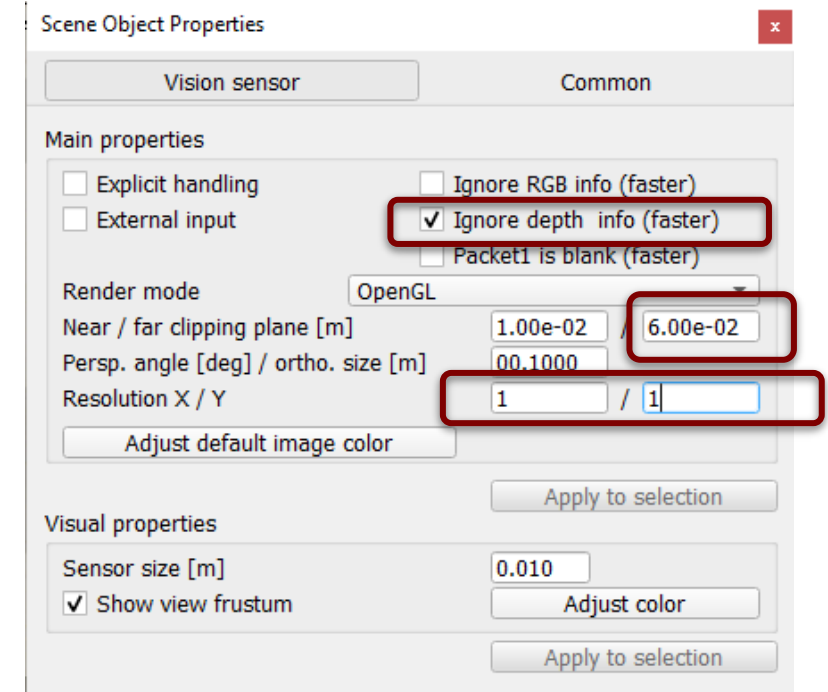 Scene Object Properties
x
Vision sensor Common
Main properties
Explicit handling Ignore RGB info (faster)
External input Ignore depth info (faster)
Packet1 is blank (faster)
Render mode OpenGL
Near / far clipping plane [m] 1.00e-02 / 6.00e-02
Persp. angle [deg] / ortho. size [m] 00.1000
Resolution X / Y 1 / 1
Adjust default image color
Apply to selection
Visual properties
Sensor size [m] 0.010
Show view frustum Adjust color
Apply to selection